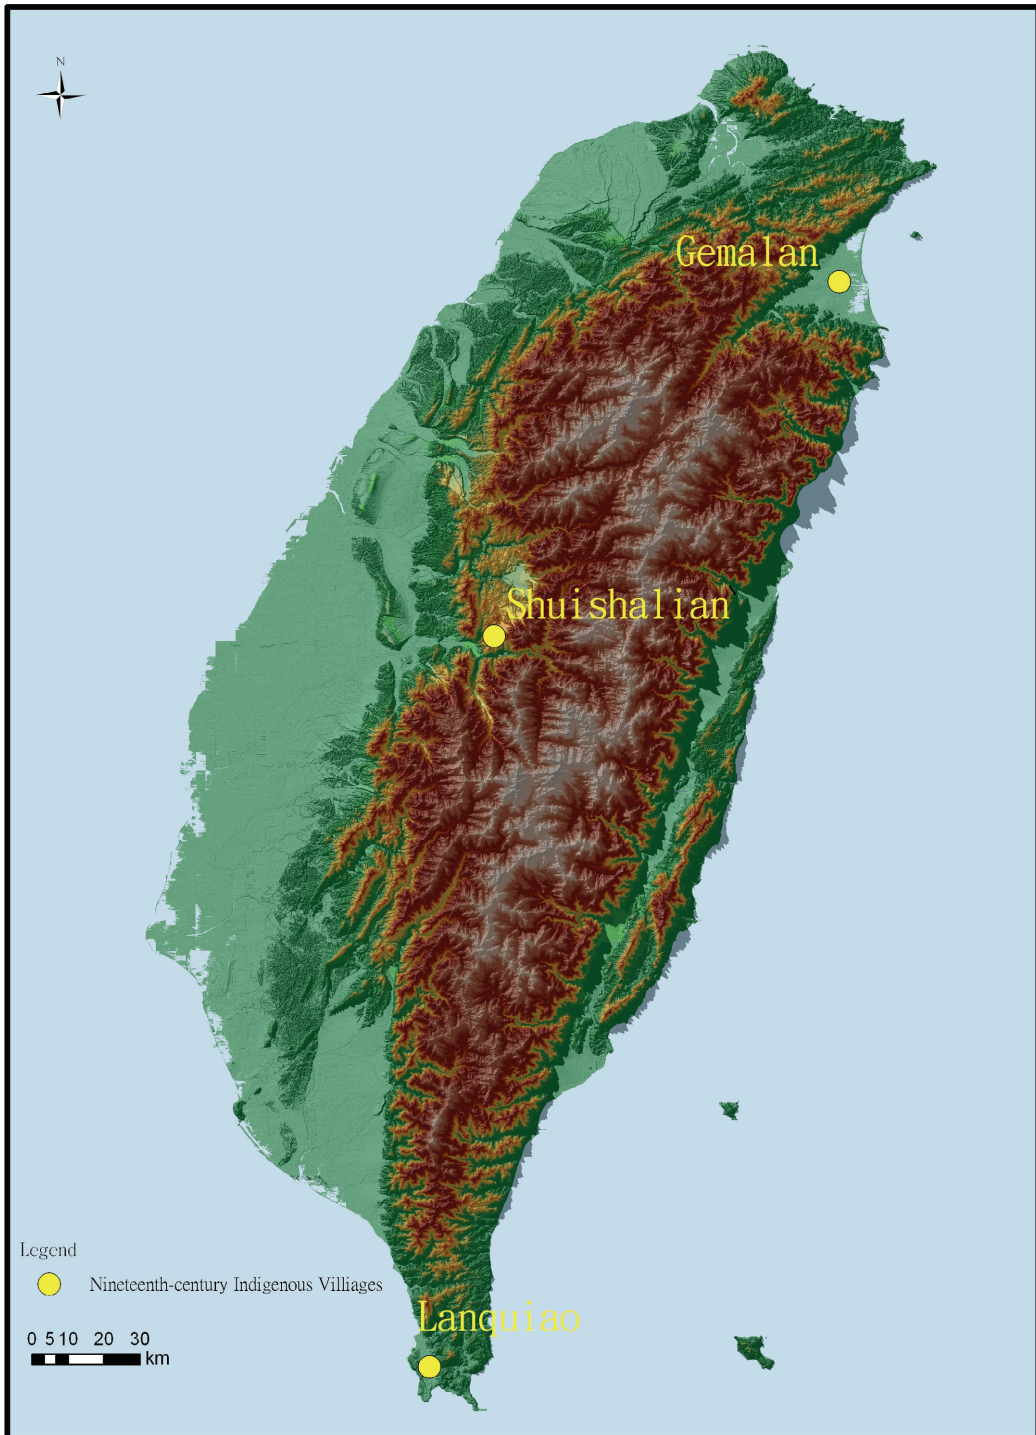 N
Gemalan
Shuishalian
Legend
Nineteenth-century Indigenous Villiages
Lanquiao
0 5 10 20 30
km